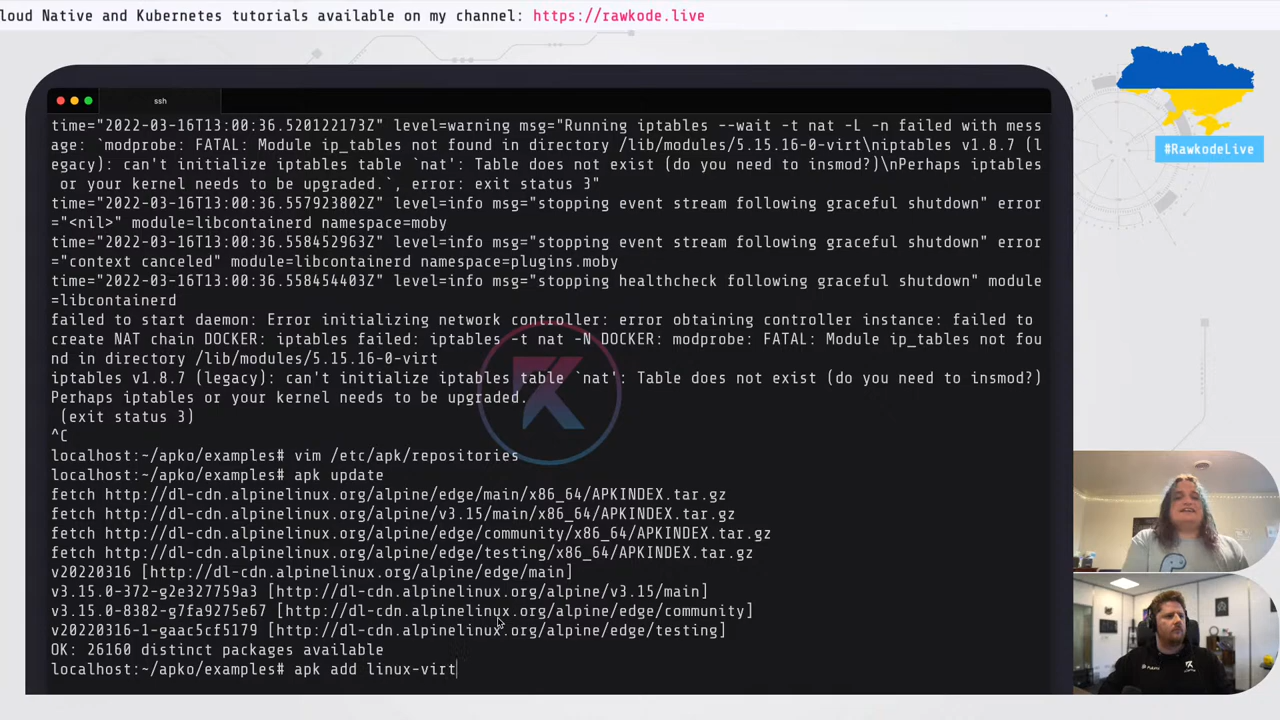 loud Native and Kubernetes tutorials available on my channel: https://rawkode.live
ssh
#RawkodeLive
time="2022-03-16T13:00:36.520122173Z" level=warning msg="Running iptables --wait -t nat -L -n failed with mess
age: `modprobe: FATAL: Module ip_tables not found in directory /lib/modules/5.15.16-0-virt\niptables v1.8.7 (l
egacy): can't initialize iptables table `nat': Table does not exist (do you need to insmod?)\nPerhaps iptables
 or your kernel needs to be upgraded.`, error: exit status 3"
time="2022-03-16T13:00:36.557923802Z" level=info msg="stopping event stream following graceful shutdown" error
="<nil>" module=libcontainerd namespace=moby
time="2022-03-16T13:00:36.558452963Z" level=info msg="stopping event stream following graceful shutdown" error
="context canceled" module=libcontainerd namespace=plugins.moby
time="2022-03-16T13:00:36.558454403Z" level=info msg="stopping healthcheck following graceful shutdown" module
=libcontainerd
failed to start daemon: Error initializing network controller: error obtaining controller instance: failed to
create NAT chain DOCKER: iptables failed: iptables -t nat -N DOCKER: modprobe: FATAL: Module ip_tables not fou
nd in directory /lib/modules/5.15.16-0-virt
iptables v1.8.7 (legacy): can't initialize iptables table `nat': Table does not exist (do you need to insmod?)
Perhaps iptables or your kernel needs to be upgraded.
 (exit status 3)
^C
localhost:~/apko/examples# vim /etc/apk/repositories
localhost:~/apko/examples# apk update
fetch http://dl-cdn.alpinelinux.org/alpine/edge/main/x86_64/APKINDEX.tar.gz
fetch http://dl-cdn.alpinelinux.org/alpine/v3.15/main/x86_64/APKINDEX.tar.gz
fetch http://dl-cdn.alpinelinux.org/alpine/edge/community/x86_64/APKINDEX.tar.gz
fetch http://dl-cdn.alpinelinux.org/alpine/edge/testing/x86_64/APKINDEX.tar.gz
v20220316 [http://dl-cdn.alpinelinux.org/alpine/edge/main]
v3.15.0-372-g2e327759a3 [http://dl-cdn.alpinelinux.org/alpine/v3.15/main]
v3.15.0-8382-g7fa9275e67 [http://dl-cdn.alpinelinux.org/alpine/edge/community]
v20220316-1-gaac5cf5179 [http://dl-cdn.alpinelinux.org/alpine/edge/testing]
OK: 26160 distinct packages available
localhost:~/apko/examples# apk add linux-virt